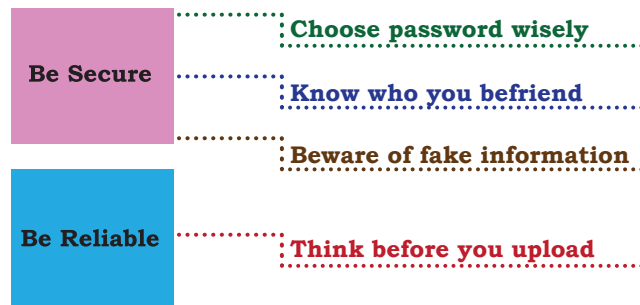 Be Secure
Choose password wisely
Know who you befriend
Beware of fake information
Be Reliable
Think before you upload